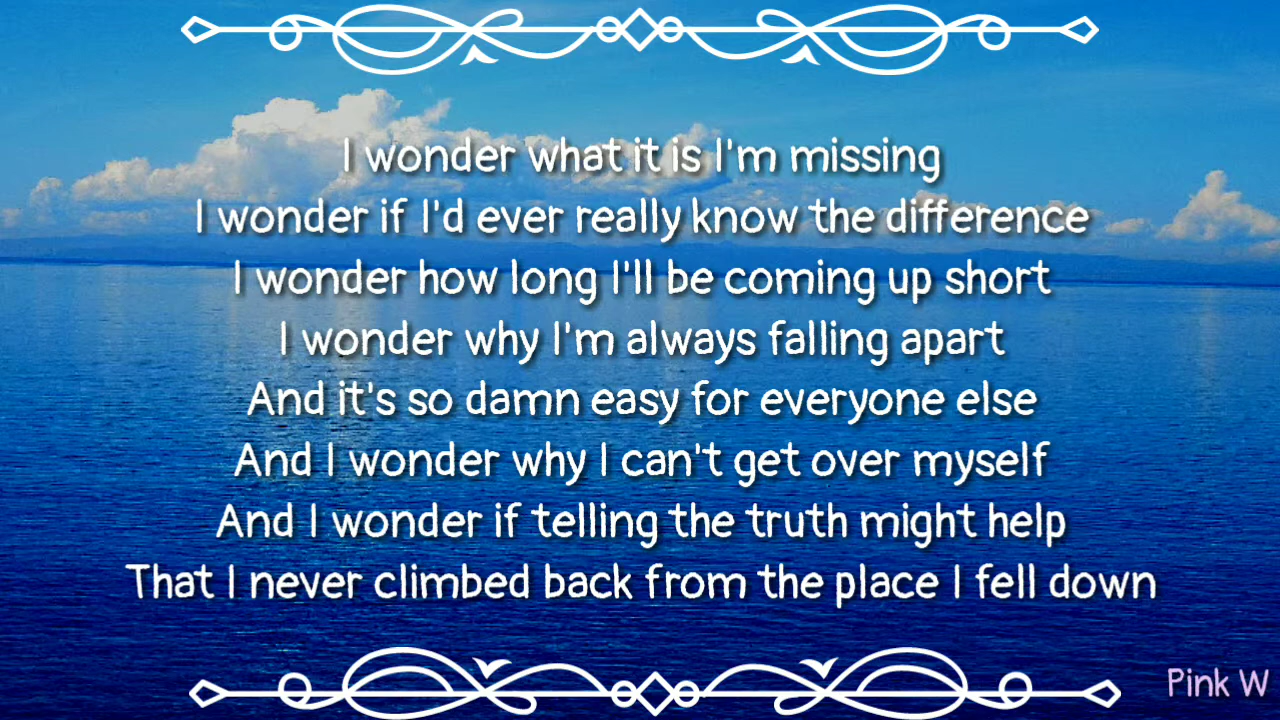 I wonder what it is I'm missing
I wonder if I'd ever really know the difference
I wonder how long I'll be coming up short
I wonder why I'm always falling apart
And it's so damn easy for everyone else
And I wonder why I can't get over myself
And I wonder if telling the truth might help
That I never climbed back from the place I fell down
Pink W